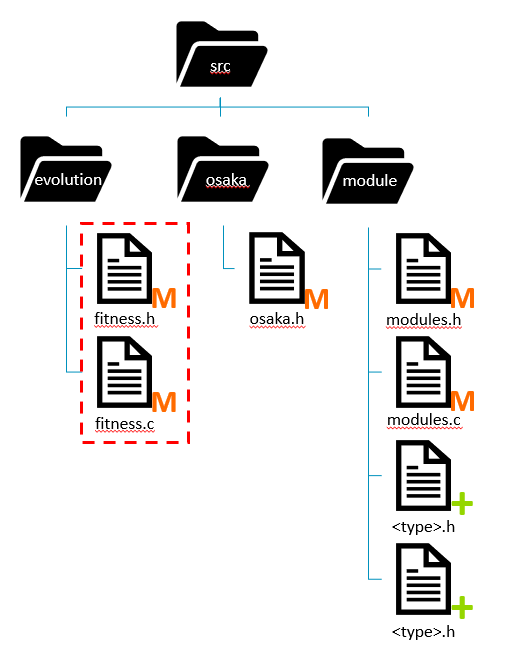 src
evolution
osaka
module
M
fitness.h
M
osaka.h
M
modules.h
M
fitness.c
M
modules.c
+
<type>.h
+
<type>.h